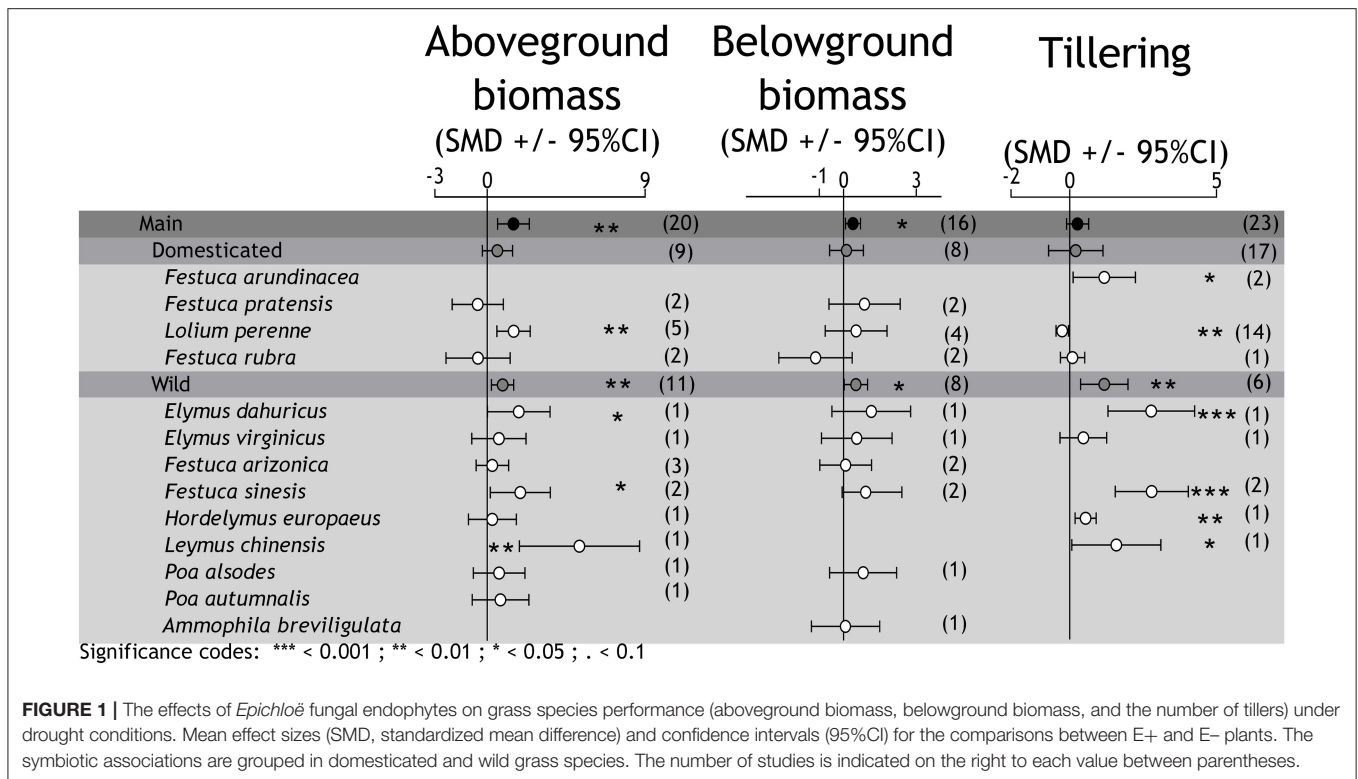 Aboveground biomass (SMD +/- 95%CI)
Belowground biomass (SMD +/- 95%CI)
Tillering (SMD +/- 95%CI)
-3 0 9 -1 0 3 -2 0 5
Main ** (20) * (16) (23)
Domesticated (9) (8) (17)
Festuca arundinacea * (2)
Festuca pratensis (2) (2)
Lolium perenne ** (5) (4) ** (14)
Festuca rubra (2) (2) (1)
Wild ** (11) * (8) ** (6)
Elymus dahuricus * (1) (1) *** (1)
Elymus virginicus (1) (1) (1)
Festuca arizonica (3) (2)
Festuca sinesis * (2) (2) *** (2)
Hordelymus europaeus (1) ** (1)
Leymus chinensis ** (1) * (1)
Poa alsodes (1) (1)
Poa autumnalis (1)
Ammophila breviligulata (1)
Significance codes: *** < 0.001 ; ** < 0.01 ; * < 0.05 ; . < 0.1
FIGURE 1 | The effects of Epichloë fungal endophytes on grass species performance (aboveground biomass, belowground biomass, and the number of tillers) under
drought conditions. Mean effect sizes (SMD, standardized mean difference) and confidence intervals (95%CI) for the comparisons between E+ and E– plants. The
symbiotic associations are grouped in domesticated and wild grass species. The number of studies is indicated on the right to each value between parentheses.